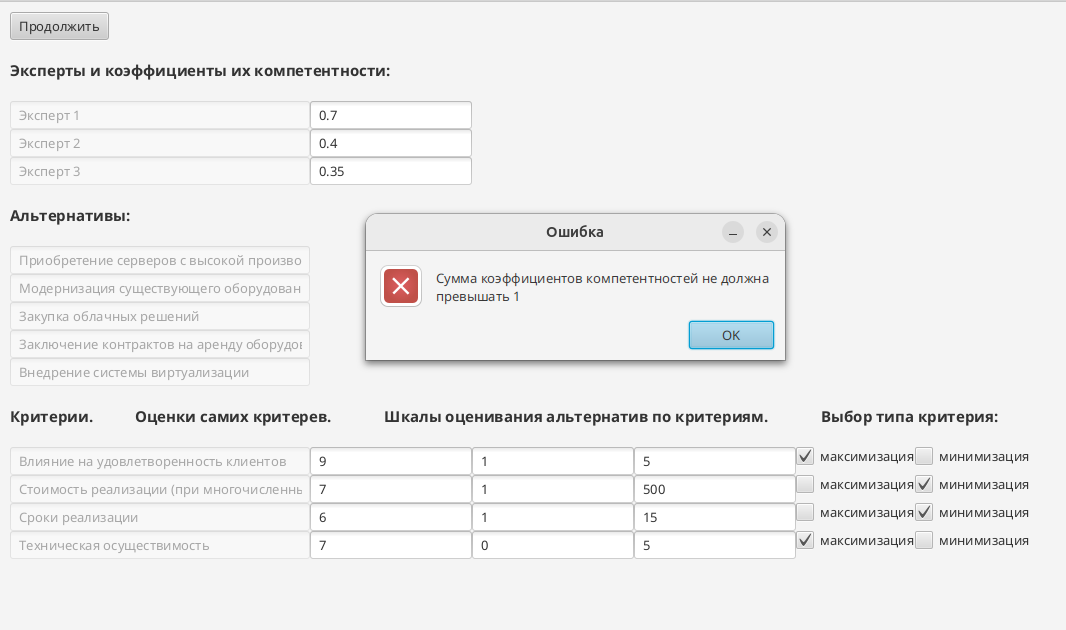 Продолжить
Эксперты и коэффициенты их компетентности:
Эксперт 1 0.7
Эксперт 2 0.4
Эксперт 3 0.35
Альтернативы:
Приобретение серверов с высокой произво
Модернизация существующего оборудован
Закупка облачных решений
Заключение контрактов на аренду оборудов
Внедрение системы виртуализации
Ошибка
Сумма коэффициентов компетентностей не должна
превышать 1
OK
Критерии. Оценки самих критерев. Шкалы оценивания альтернатив по критериям. Выбор типа критерия:
Влияние на удовлетворенность клиентов 9 1 5 максимизация минимизация
Стоимость реализации (при многочисленнь 7 1 500 максимизация минимизация
Сроки реализации 6 1 15 максимизация минимизация
Техническая осуществимость 7 0 5 максимизация минимизация